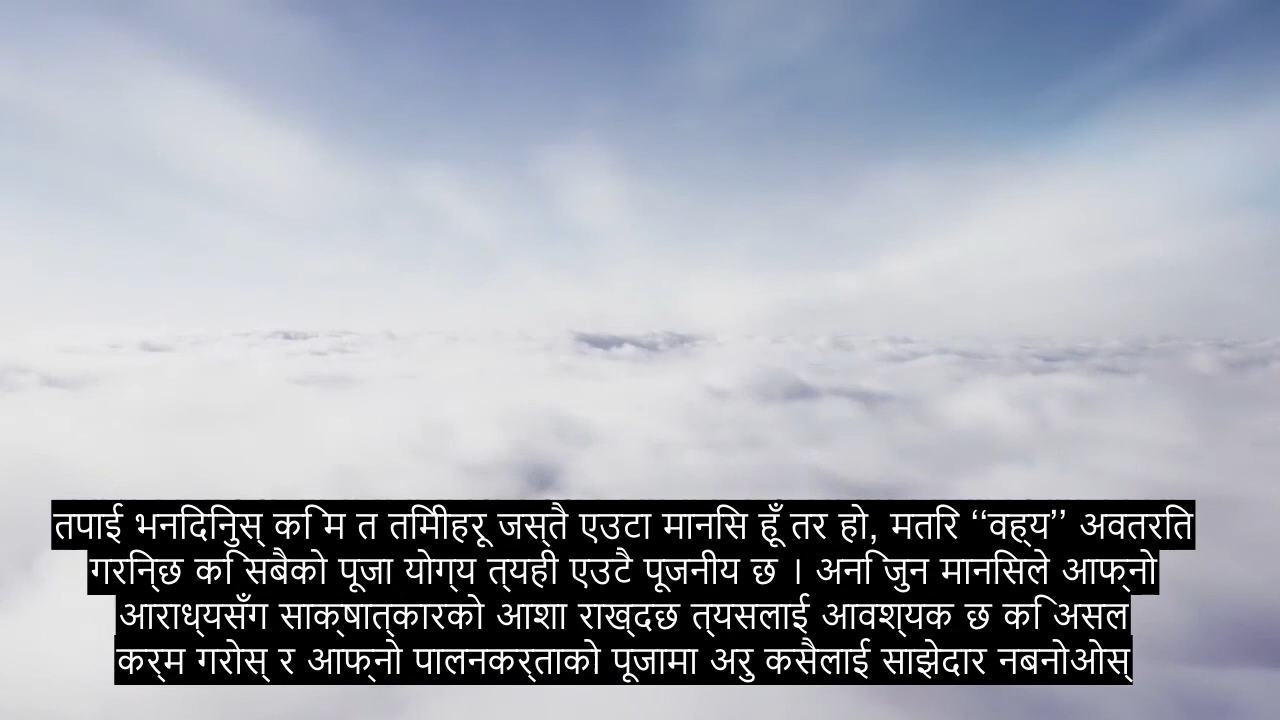 तपाई भनदिनुिस् कि म त तिमीहरू जस्तै एउटा मानिस हूँ तर हो, मतिर ‘‘वह्य’’ अवतरित
गरिन्छ कि सबैको पूजा योग्य त्यही एउटै पूजनीय छ । अनि जुन मानिसले आफ्नो
आराध्यसँग साक्षात्कारको आशा राख्दछ त्यसलाई आवश्यक छ कि असल
कर्म गरोस् र आफ्नो पालनकर्ताको पूजामा अरु कसैलाई साझेदार नबनोओस्